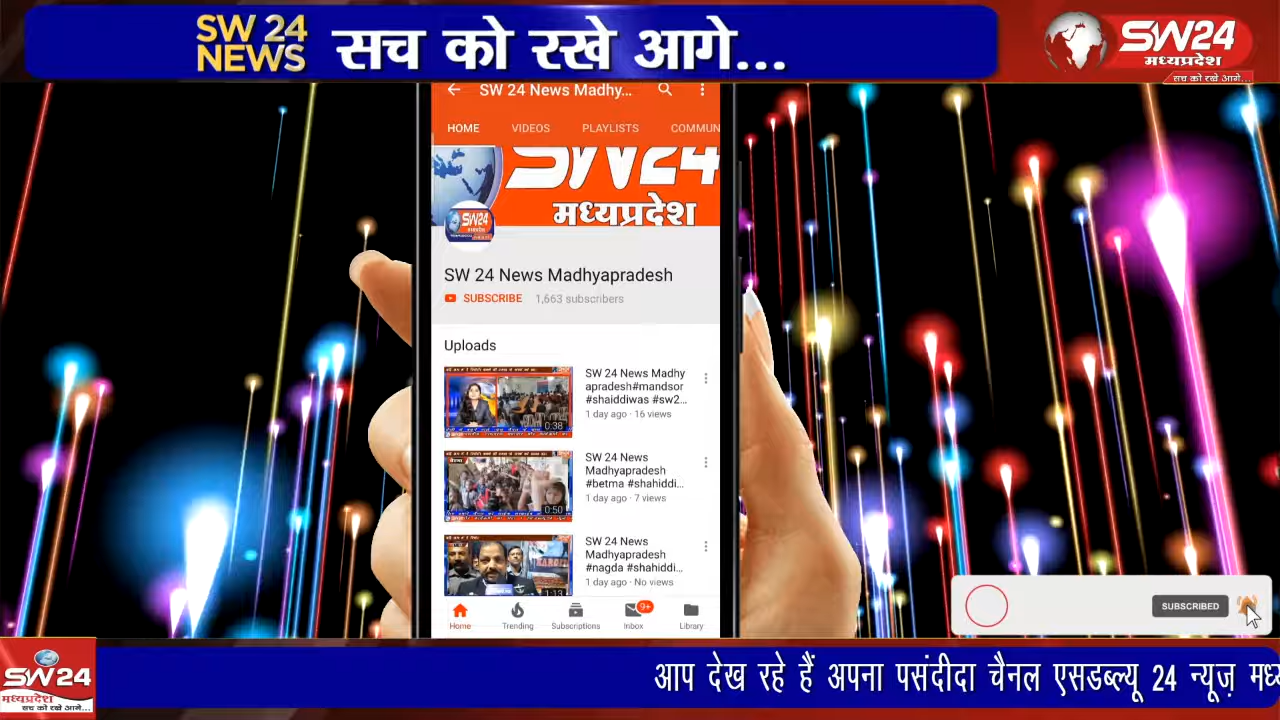 SW 24
NEWS
सच को रखे आगे...
SW24
मध्यप्रदेश
सच को रखे आगे...
SW 24 News Madhy...
HOME VIDEOS PLAYLISTS COMMUN
SW24
मध्यप्रदेश
SW24
SW 24 News Madhyapradesh
SUBSCRIBE 1,663 subscribers
Uploads
SW 24 News Madhy
apradesh#mandsor
#shaiddiwas #sw2...
1 day ago · 16 views
0:38
SW 24 News
Madhyapradesh
#betma #shahiddi...
1 day ago · 7 views
0:50
SW 24 News
Madhyapradesh
#nagda #shahiddi...
1 day ago · No views
1:13
9+
Home Trending Subscriptions Inbox Library
SUBSCRIBED
SW24
मध्यप्रदेश
सच को रखे आगे...
आप देख रहे हैं अपना पसंदीदा चैनल एसडब्ल्यू 24 न्यूज़ मध्य